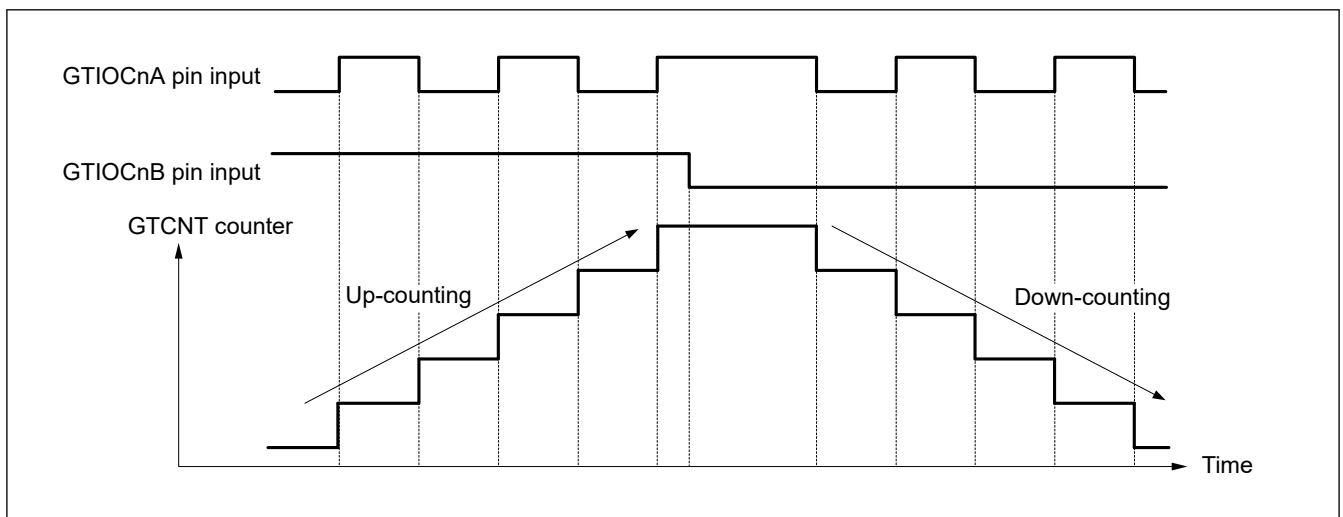 GTIOCnA pin input
GTIOCnB pin input
GTCNT counter
Up-counting
Down-counting
Time